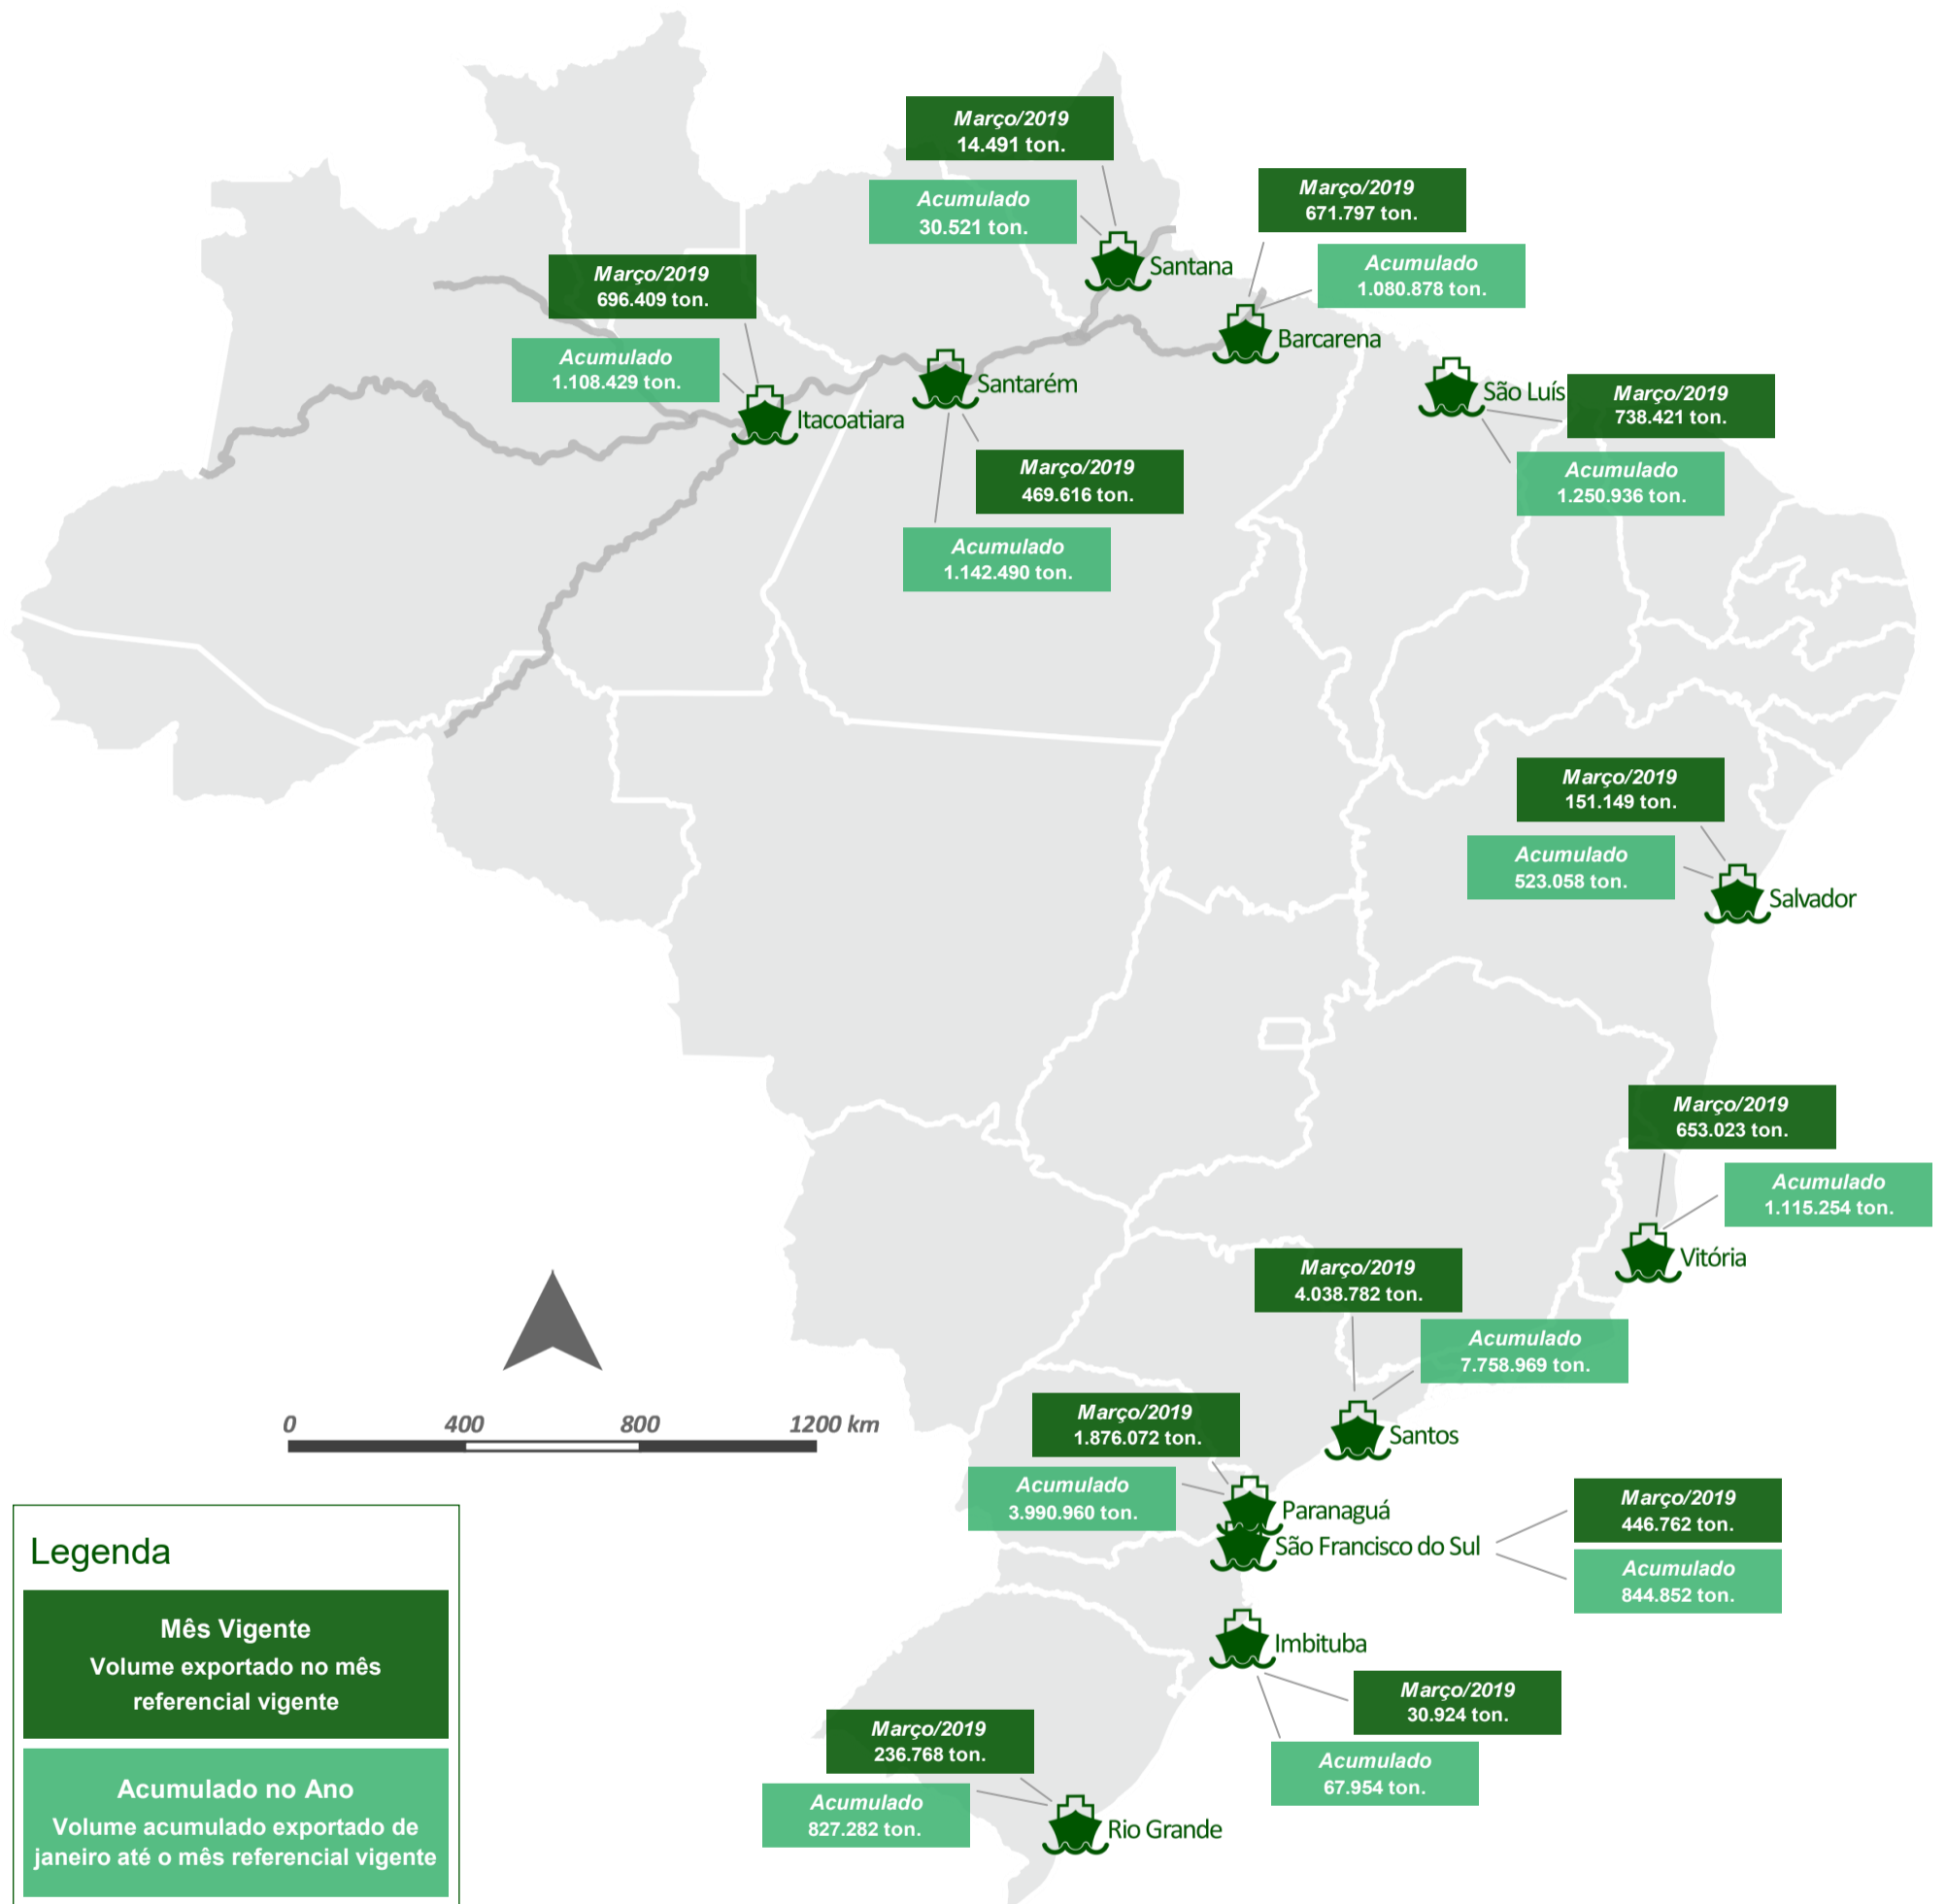 Março/2019
14.491 ton.
Acumulado
30.521 ton.
Santana
Março/2019
671.797 ton.
Acumulado
1.080.878 ton.
Barcarena
Março/2019
696.409 ton.
Acumulado
1.108.429 ton.
Itacoatiara
Santarém
Março/2019
469.616 ton.
Acumulado
1.142.490 ton.
São Luís
Março/2019
738.421 ton.
Acumulado
1.250.936 ton.
Março/2019
151.149 ton.
Acumulado
523.058 ton.
Salvador
Março/2019
653.023 ton.
Acumulado
1.115.254 ton.
Vitória
Março/2019
4.038.782 ton.
Acumulado
7.758.969 ton.
Santos
Março/2019
1.876.072 ton.
Acumulado
3.990.960 ton.
Paranaguá
São Francisco do Sul
Março/2019
446.762 ton.
Acumulado
844.852 ton.
Imbituba
Março/2019
30.924 ton.
Acumulado
67.954 ton.
Março/2019
236.768 ton.
Acumulado
827.282 ton.
Rio Grande
0 400 800 1200 km
Legenda
Mês Vigente
Volume exportado no mês
referencial vigente
Acumulado no Ano
Volume acumulado exportado de
janeiro até o mês referencial vigente